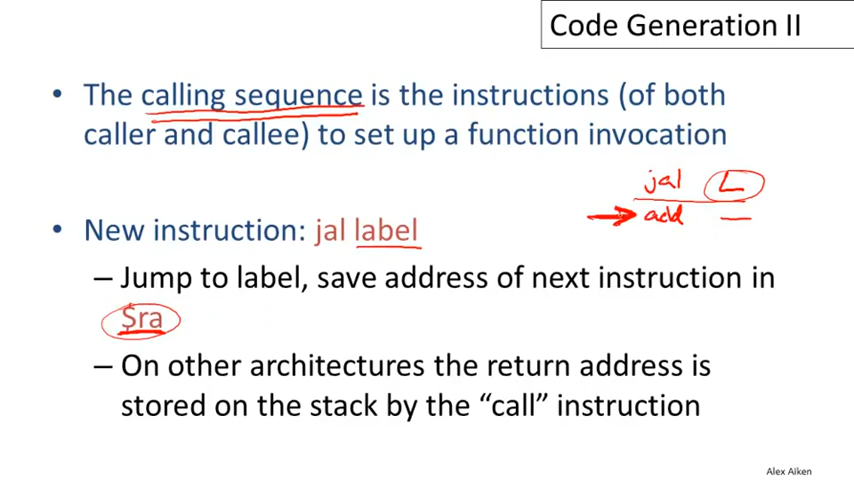 Code Generation II
• The calling sequence is the instructions (of both
caller and callee) to set up a function invocation
jal L
add —
• New instruction: jal label
– Jump to label, save address of next instruction in
$ra
– On other architectures the return address is
stored on the stack by the “call” instruction
Alex Aiken